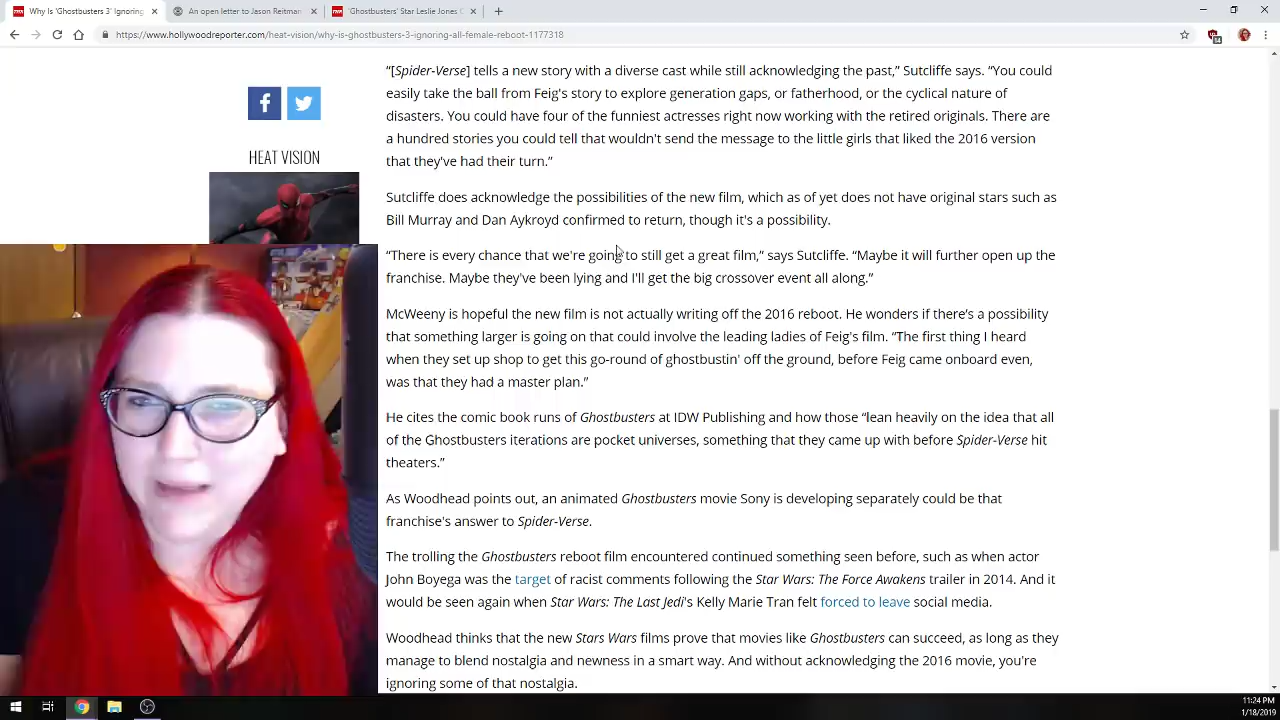 Why Is 'Ghostbusters 3' Ignoring
An open letter to Jason Reitman
'Ghostbusters' Star Leslie Jones C
https://www.hollywoodreporter.com/heat-vision/why-is-ghostbusters-3-ignoring-all-female-reboot-1177318
“[Spider-Verse] tells a new story with a diverse cast while still acknowledging the past,” Sutcliffe says. “You could
easily take the ball from Feig's story to explore generation gaps, or fatherhood, or the cyclical nature of
disasters. You could have four of the funniest actresses right now working with the retired originals. There are
a hundred stories you could tell that wouldn't send the message to the little girls that liked the 2016 version
that they've had their turn.”
HEAT VISION
Sutcliffe does acknowledge the possibilities of the new film, which as of yet does not have original stars such as
Bill Murray and Dan Aykroyd confirmed to return, though it's a possibility.
“There is every chance that we're going to still get a great film,” says Sutcliffe. “Maybe it will further open up the
franchise. Maybe they've been lying and I'll get the big crossover event all along.”
McWeeny is hopeful the new film is not actually writing off the 2016 reboot. He wonders if there's a possibility
that something larger is going on that could involve the leading ladies of Feig's film. “The first thing I heard
when they set up shop to get this go-round of ghostbustin' off the ground, before Feig came onboard even,
was that they had a master plan.”
He cites the comic book runs of Ghostbusters at IDW Publishing and how those “lean heavily on the idea that all
of the Ghostbusters iterations are pocket universes, something that they came up with before Spider-Verse hit
theaters.”
As Woodhead points out, an animated Ghostbusters movie Sony is developing separately could be that
franchise's answer to Spider-Verse.
The trolling the Ghostbusters reboot film encountered continued something seen before, such as when actor
John Boyega was the target of racist comments following the Star Wars: The Force Awakens trailer in 2014. And it
would be seen again when Star Wars: The Last Jedi's Kelly Marie Tran felt forced to leave social media.
Woodhead thinks that the new Stars Wars films prove that movies like Ghostbusters can succeed, as long as they
manage to blend nostalgia and newness in a smart way. And without acknowledging the 2016 movie, you're
ignoring some of that nostalgia.
11:24 PM
1/18/2019